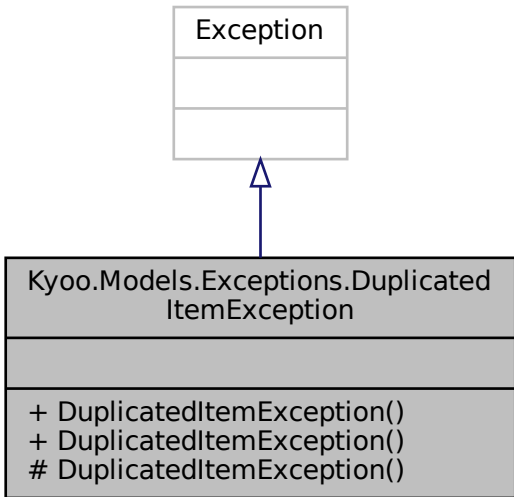 Exception
Kyoo.Models.Exceptions.Duplicated
ItemException
+ DuplicatedItemException()
+ DuplicatedItemException()
# DuplicatedItemException()